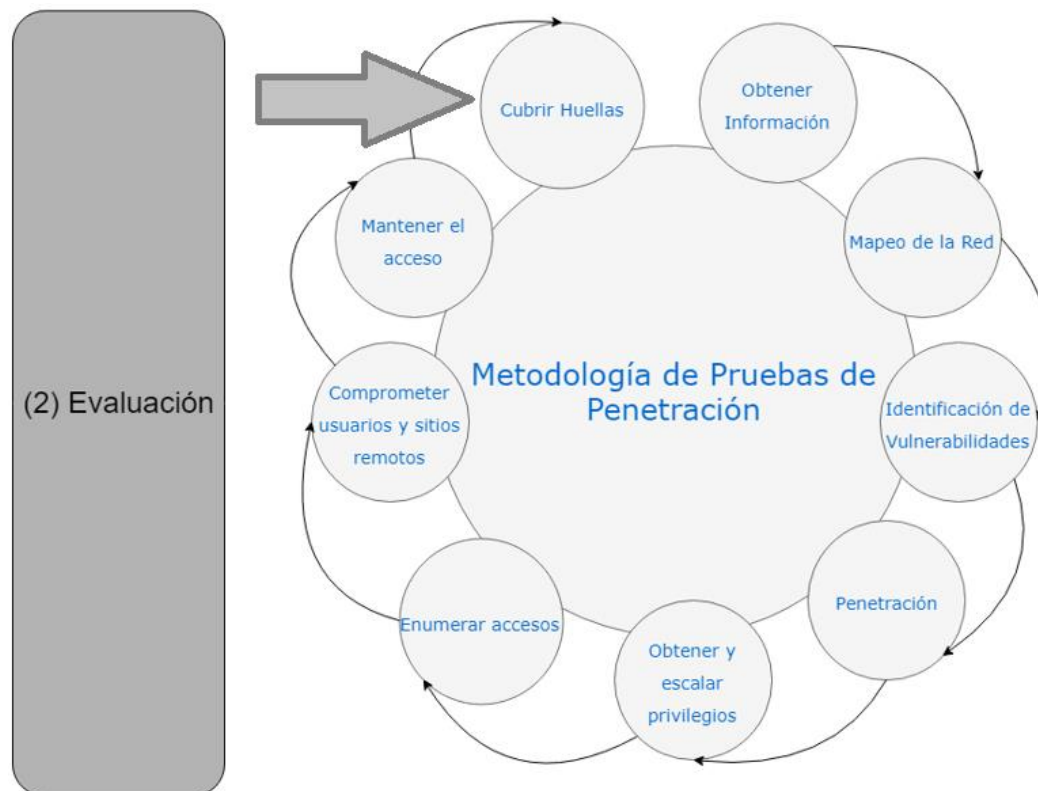 (2) Evaluación
Metodología de Pruebas de
Penetración
Obtener
Información
Mapeo de la Red
Identificación de
Vulnerabilidades
Penetración
Obtener y
escalar
privilegios
Enumerar accesos
Comprometer
usuarios y sitios
remotos
Mantener el
acceso
Cubrir Huellas